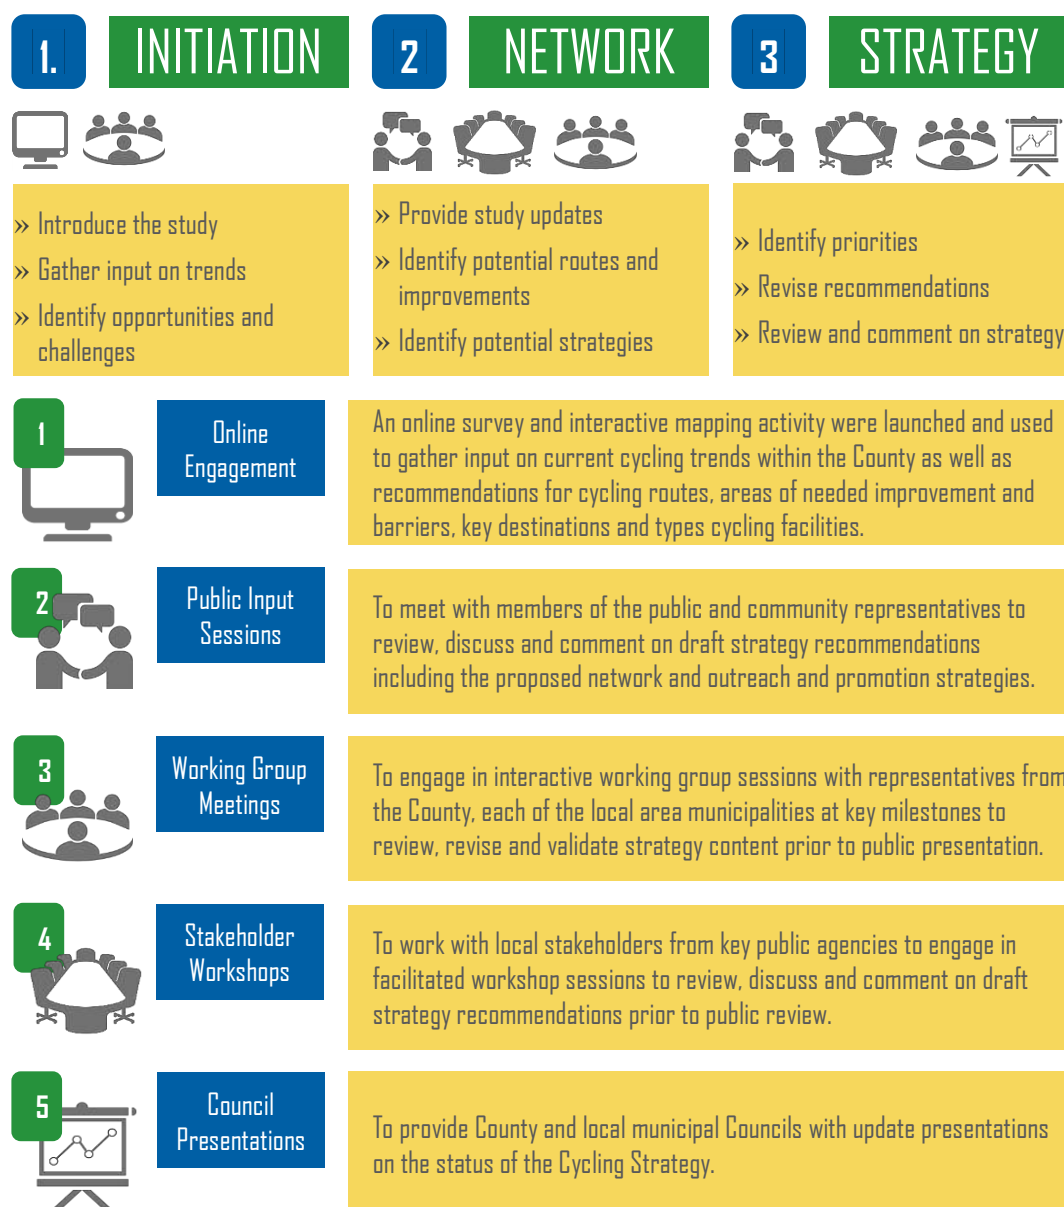 1. INITIATION
2 NETWORK
3 STRATEGY
» Introduce the study
» Gather input on trends
» Identify opportunities and
challenges
» Provide study updates
» Identify potential routes and
improvements
» Identify potential strategies
» Identify priorities
» Revise recommendations
» Review and comment on strategy
1
Online
Engagement
An online survey and interactive mapping activity were launched and used
to gather input on current cycling trends within the County as well as
recommendations for cycling routes, areas of needed improvement and
barriers, key destinations and types cycling facilities.
2
Public Input
Sessions
To meet with members of the public and community representatives to
review, discuss and comment on draft strategy recommendations
including the proposed network and outreach and promotion strategies.
3
Working Group
Meetings
To engage in interactive working group sessions with representatives from
the County, each of the local area municipalities at key milestones to
review, revise and validate strategy content prior to public presentation.
4
Stakeholder
Workshops
To work with local stakeholders from key public agencies to engage in
facilitated workshop sessions to review, discuss and comment on draft
strategy recommendations prior to public review.
5
Council
Presentations
To provide County and local municipal Councils with update presentations
on the status of the Cycling Strategy.